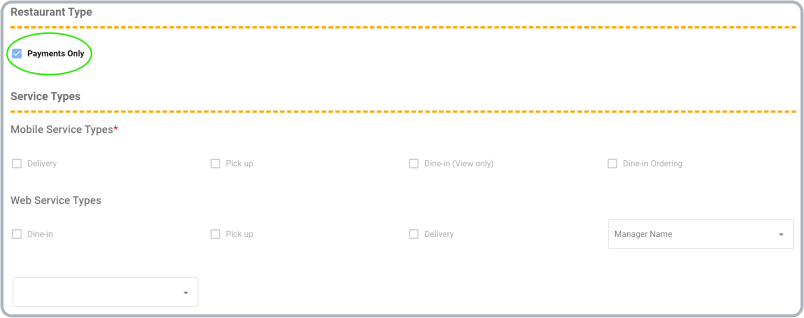 Restaurant Type
Payments Only
Service Types
Mobile Service Types*
Delivery Pick up Dine-in (View only) Dine-in Ordering
Web Service Types
Dine-in Pick up Delivery Manager Name